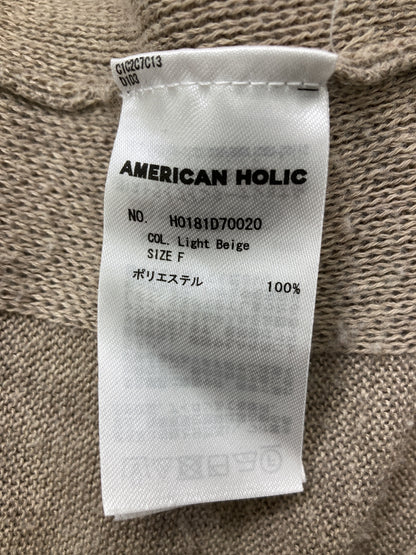 C1C2C7C13
D103
AMERICAN HOLIC
NO. H0181D70020
COL. Light Beige
SIZE F
ポリエステル 100%